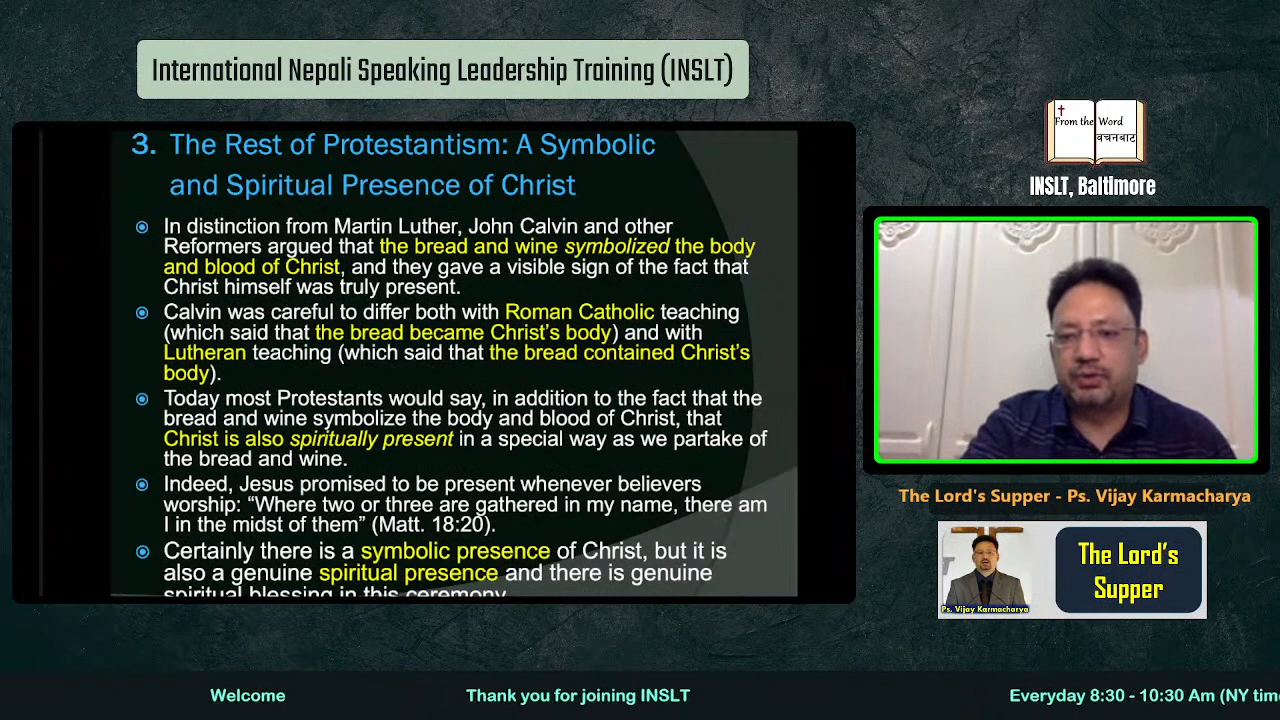 International Nepali Speaking Leadership Training (INSLT)
3. The Rest of Protestantism: A Symbolic
and Spiritual Presence of Christ
In distinction from Martin Luther, John Calvin and other
Reformers argued that the bread and wine symbolized the body
and blood of Christ, and they gave a visible sign of the fact that
Christ himself was truly present.
Calvin was careful to differ both with Roman Catholic teaching
(which said that the bread became Christ's body) and with
Lutheran teaching (which said that the bread contained Christ's
body).
Today most Protestants would say, in addition to the fact that the
bread and wine symbolize the body and blood of Christ, that
Christ is also spiritually present in a special way as we partake of
the bread and wine.
Indeed, Jesus promised to be present whenever believers
worship: “Where two or three are gathered in my name, there am
I in the midst of them” (Matt. 18:20).
Certainly there is a symbolic presence of Christ, but it is
also a genuine spiritual presence and there is genuine
spiritual blessing in this ceremony.
From the Word
वचनबाट
INSLT, Baltimore
The Lord's Supper - Ps. Vijay Karmacharya
Ps. Vijay Karmacharya
The Lord's
Supper
Welcome
Thank you for joining INSLT
Everyday 8:30 - 10:30 Am (NY time